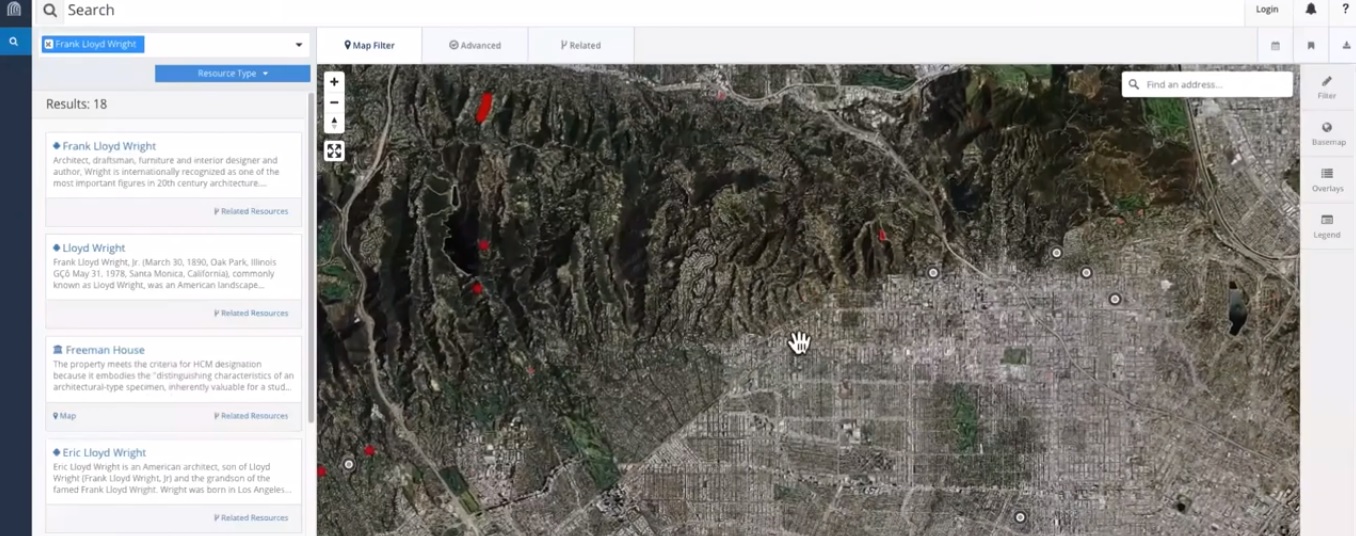 Search
Login
?
Frank Lloyd Wright
Map Filter
Advanced
Related
Resource Type
Results: 18
Frank Lloyd Wright
Architect, draftsman, furniture and interior designer and
author, Wright is internationally recognized as one of the
most important figures in 20th century architecture....
Related Resources
Lloyd Wright
Frank Lloyd Wright, Jr. (March 30, 1890, Oak Park, Illinois
GÇô May 31, 1978, Santa Monica, California), commonly
known as Lloyd Wright, was an American landscape...
Related Resources
Freeman House
The property meets the criteria for HCM designation
because it embodies the "distinguishing characteristics of an
architectural-type specimen, inherently valuable for a stud...
Map
Related Resources
Eric Lloyd Wright
Eric Lloyd Wright is an American architect, son of Lloyd
Wright (Frank Lloyd Wright, Jr) and the grandson of the
famed Frank Lloyd Wright. Wright was born in Los Angeles...
Related Resources
+
−
Find an address...
Filter
Basemap
Overlays
Legend